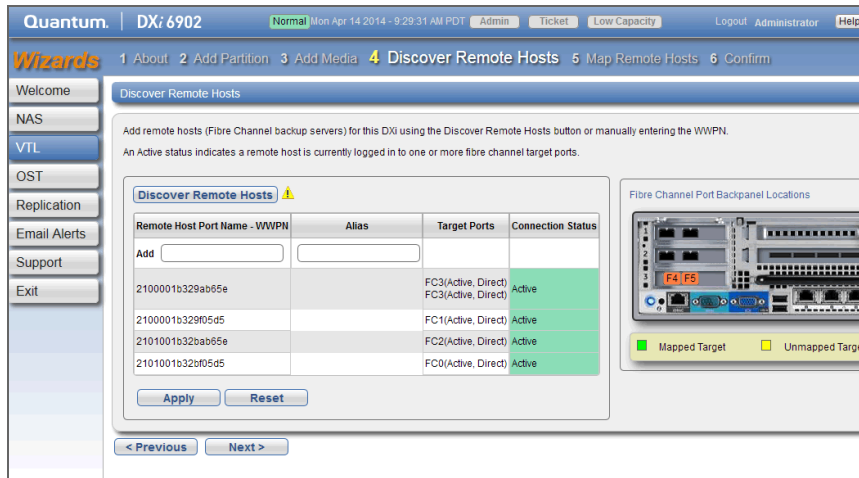 Quantum. DXi 6902 Normal Mon Apr 14 2014 - 9:29:31 AM PDT Admin Ticket Low Capacity Logout Administrator Help
Wizards 1 About 2 Add Partition 3 Add Media 4 Discover Remote Hosts 5 Map Remote Hosts 6 Confirm
Welcome
NAS
VTL
OST
Replication
Email Alerts
Support
Exit
Discover Remote Hosts
Add remote hosts (Fibre Channel backup servers) for this DXi using the Discover Remote Hosts button or manually entering the WWPN.
An Active status indicates a remote host is currently logged in to one or more fibre channel target ports.
Discover Remote Hosts
Remote Host Port Name - WWPN Alias Target Ports Connection Status
Add
2100001b329ab65e FC3(Active, Direct) Active
FC3(Active, Direct)
2100001b329f05d5 FC1(Active, Direct) Active
2101001b32bab65e FC2(Active, Direct) Active
2101001b32bf05d5 FC0(Active, Direct) Active
Apply Reset
Fibre Channel Port Backpanel Locations
1
2
3 F4 F5
Mapped Target Unmapped Targe
< Previous Next >